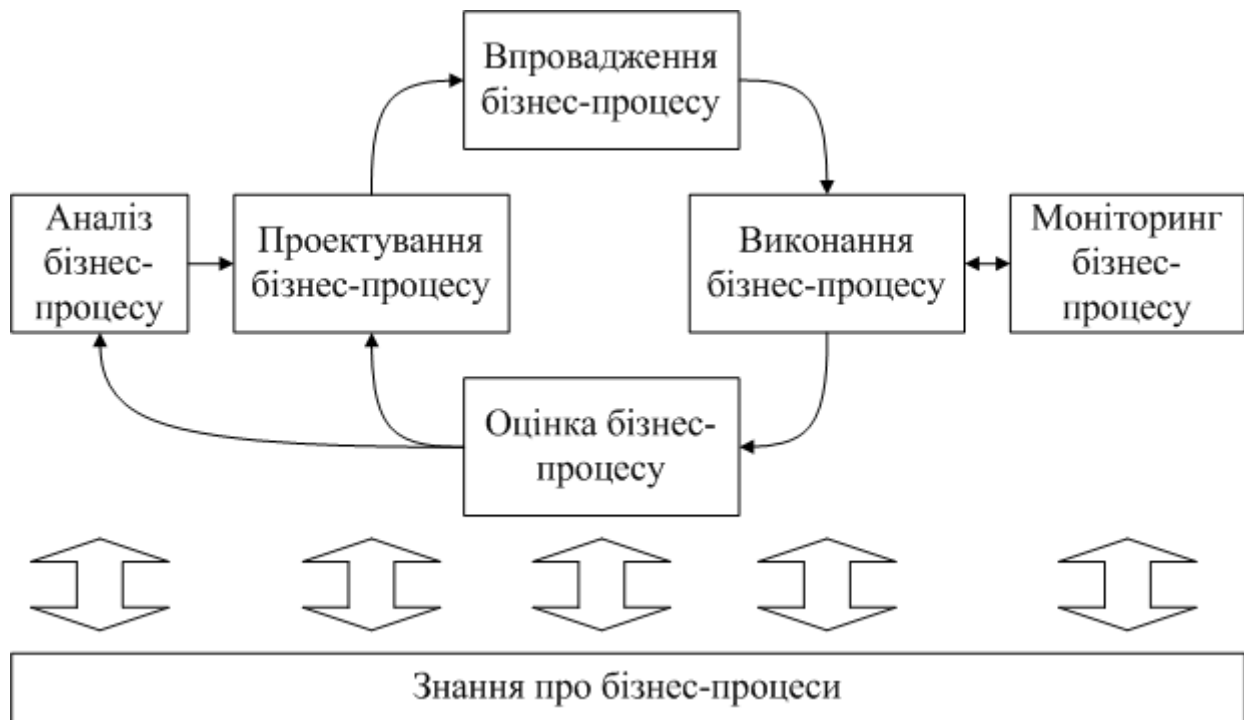 Впровадження
бізнес-процесу
Аналіз
бізнес-
процесу
Проектування
бізнес-процесу
Виконання
бізнес-процесу
Моніторинг
бізнес-
процесу
Оцінка бізнес-
процесу
Знання про бізнес-процеси